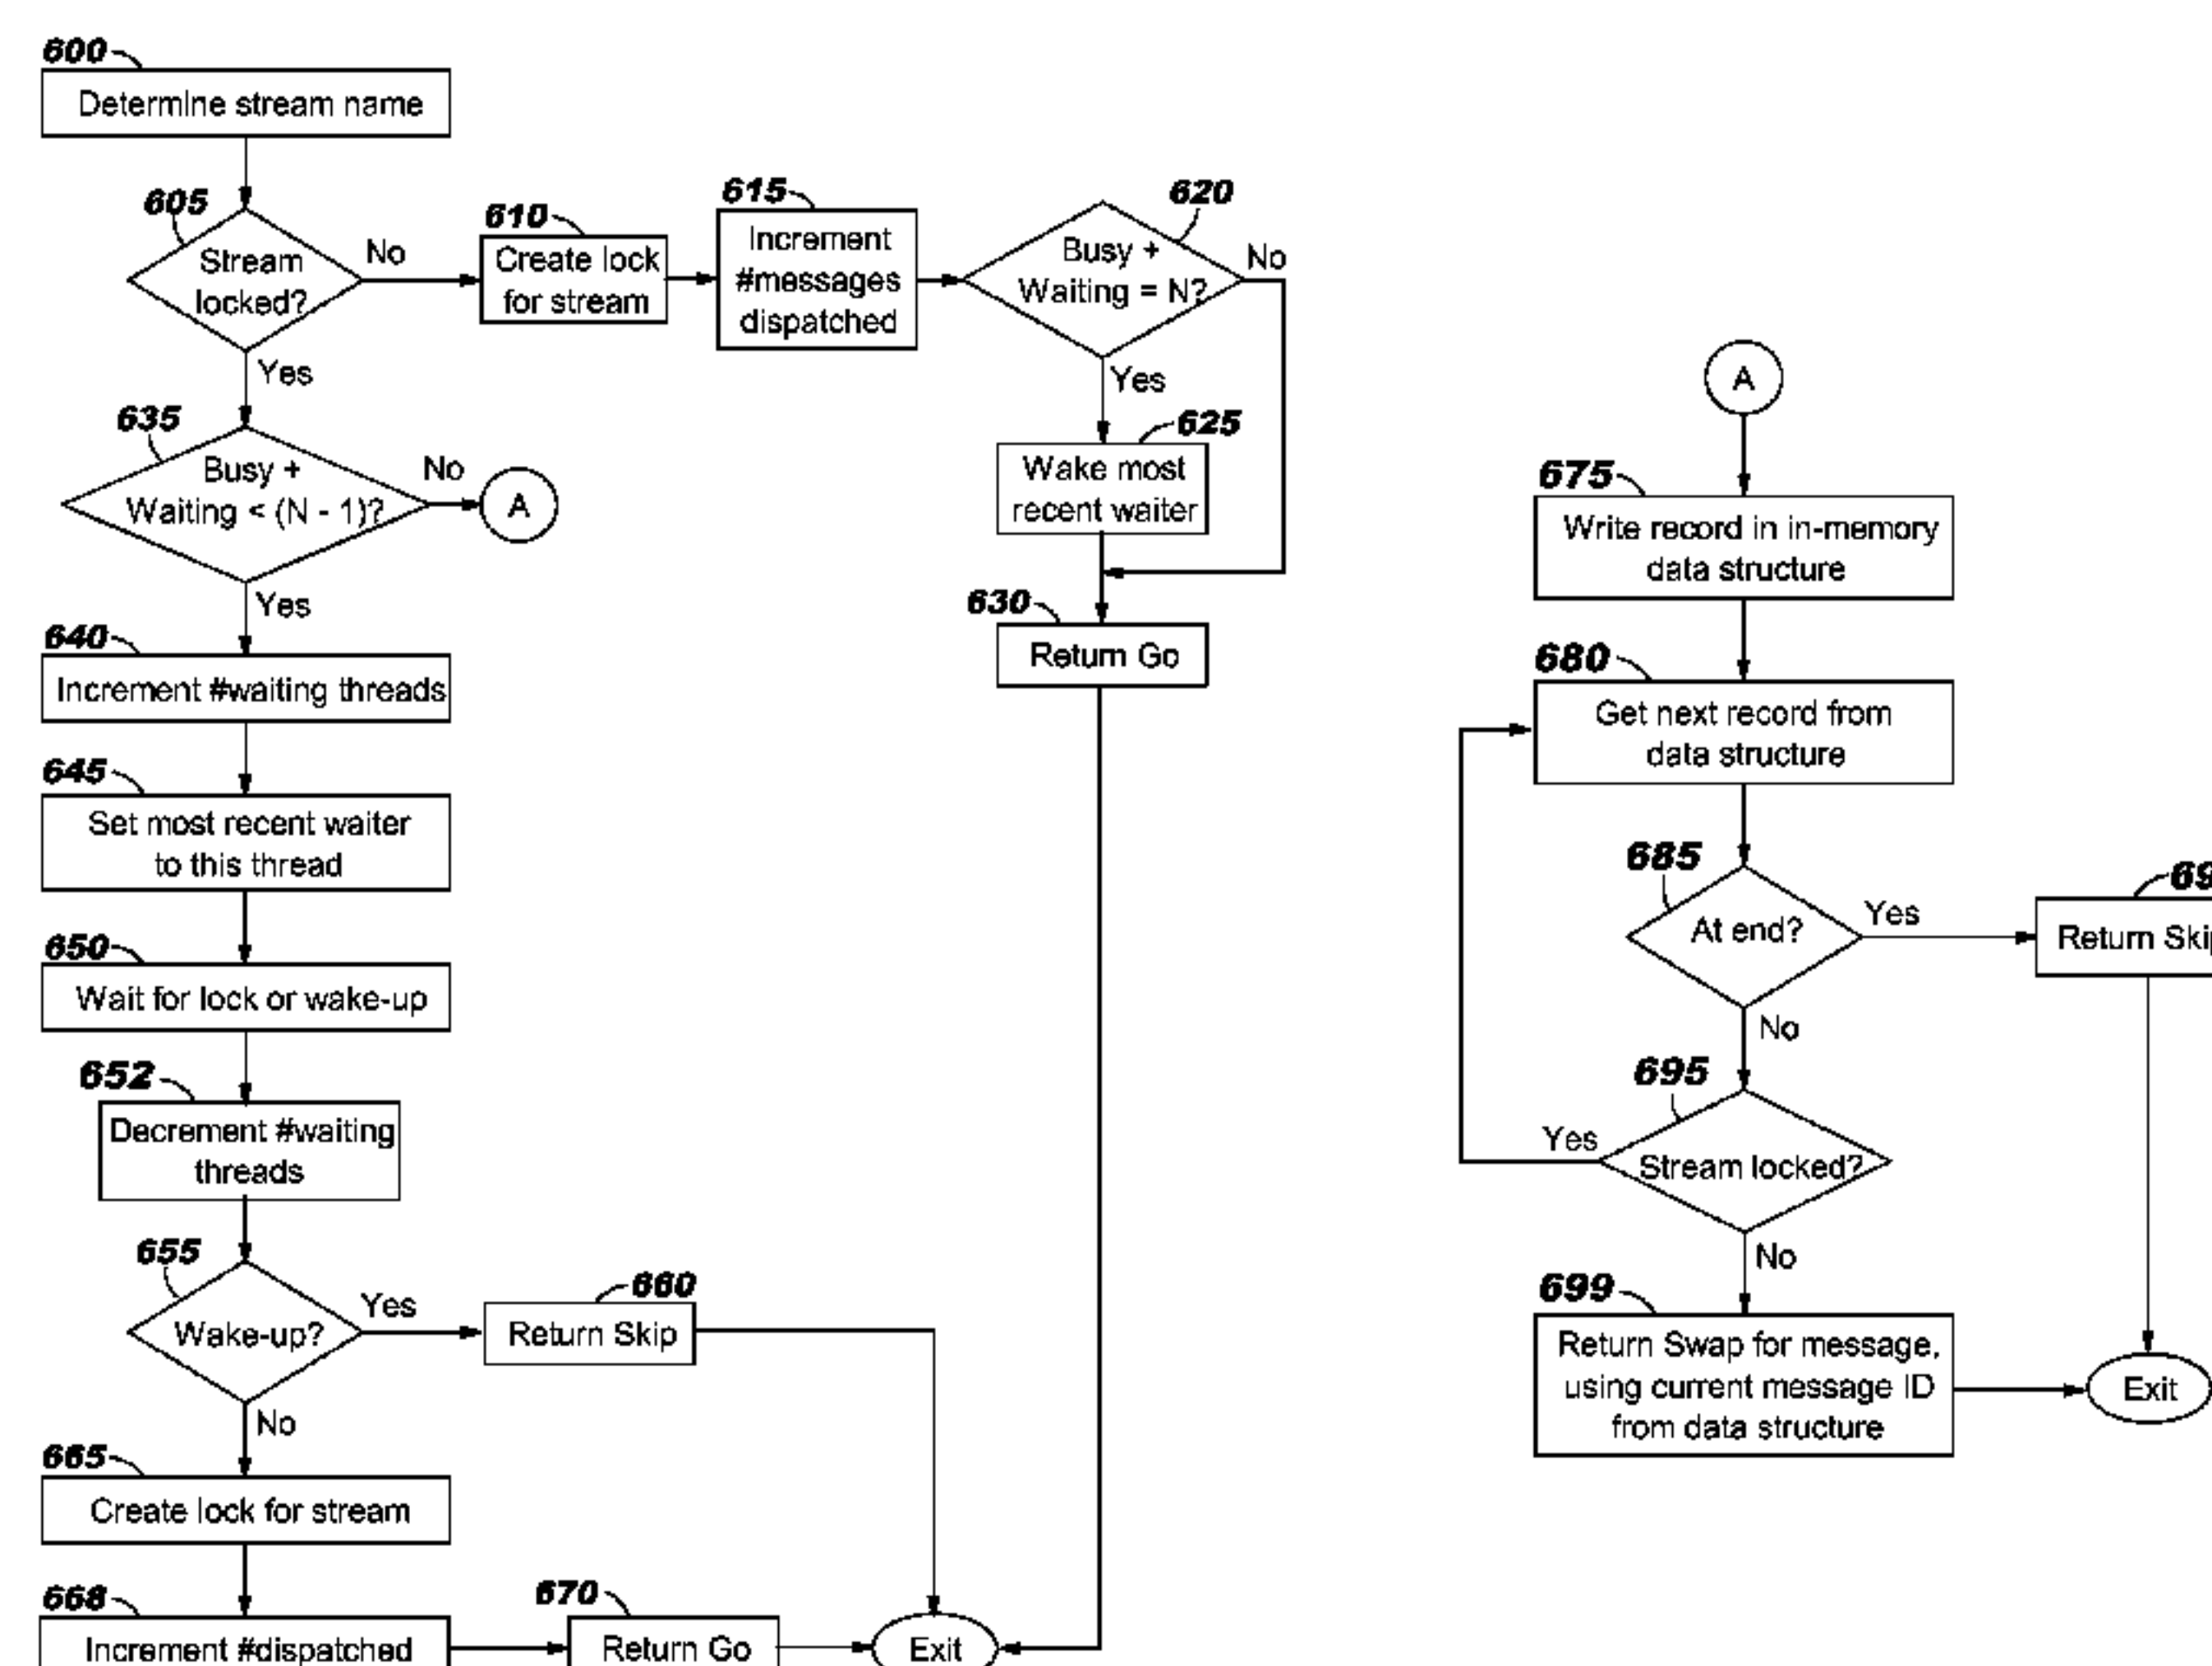 600
Determine stream name
605
Stream
locked?
No
Yes
610
Create lock
for stream
615
Increment
#messages
dispatched
620
Busy +
Waiting = N?
No
Yes
625
Wake most
recent waiter
630
Return Go
635
Busy +
Waiting < (N - 1)?
No
A
Yes
640
Increment #waiting threads
645
Set most recent waiter
to this thread
650
Wait for lock or wake-up
652
Decrement #waiting
threads
655
Wake-up?
Yes
No
660
Return Skip
665
Create lock for stream
668
Increment #dispatched
670
Return Go
Exit
A
675
Write record in in-memory
data structure
680
Get next record from
data structure
685
At end?
Yes
No
Return
695
Stream locked?
Yes
No
699
Return Swap for message,
using current message ID
from data structure
Exit